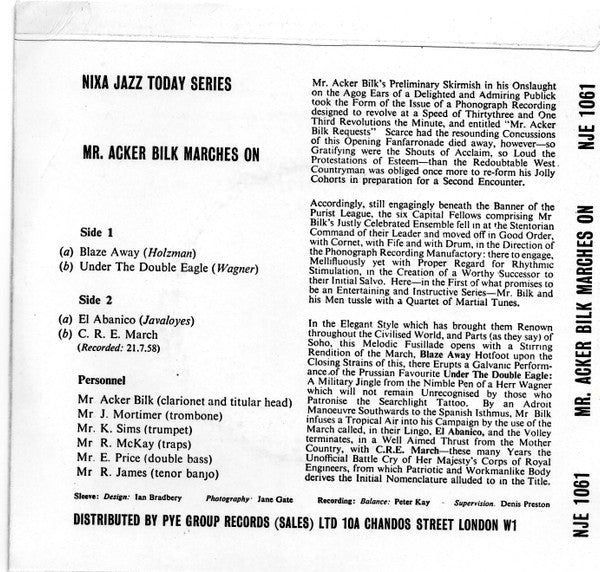 NIXA JAZZ TODAY SERIES
MR. ACKER BILK MARCHES ON
Side 1
(a) Blaze Away (Holzman)
(b) Under The Double Eagle (Wagner)
Side 2
(a) El Abanico (Javaloyes)
(b) C. R. E. March
(Recorded: 21.7.58)
Personnel
Mr Acker Bilk (clarionet and titular head)
Mr J. Mortimer (trombone)
Mr. K. Sims (trumpet)
Mr. R. McKay (traps)
Mr. E. Price (double bass)
Mr R. James (tenor banjo)
Mr. Acker Bilk's Preliminary Skirmish in his Onslaught
on the Agog Ears of a Delighted and Admiring Publick
took the Form of the Issue of a Phonograph Recording
designed to revolve at a Speed of Thirtythree and One
Third Revolutions the Minute, and entitled "Mr. Acker
Bilk Requests" Scarce had the resounding Concussions
of this Opening Fanfarronade died away, however—so
Gratifying were the Shouts of Acclaim, so Loud the
Protestations of Esteem—than the Redoubtable West
Countryman was obliged once more to re-form his Jolly
Cohorts in preparation for a Second Encounter.
Accordingly, still engagingly beneath the Banner of the
Purist League, the six Capital Fellows comprising Mr
Bilk's Justly Celebrated Ensemble fell in at the Stentorian
Command of their Leader and moved off in Good Order,
with Cornet, with Fife and with Drum, in the Direction of
the Phonograph Recording Manufactory: there to engage,
Mellifluously yet with Proper Regard for Rhythmic
Stimulation, in the Creation of a Worthy Successor to
their Initial Salvo. Here—in the First of what promises to
be an Entertaining and Instructive Series—Mr. Bilk and
his Men tussle with a Quartet of Martial Tunes.
In the Elegant Style which has brought them Renown
throughout the Civilised World, and Parts (as they say) of
Soho, this Melodic Fusillade opens with a Stirring
Rendition of the March, Blaze Away Hotfoot upon the
Closing Strains of this, there Erupts a Galvanic Perform-
ance of the Prussian Favourite Under The Double Eagle:
A Military Jingle from the Nimble Pen of a Herr Wagner
which will not remain Unrecognised by those who
Patronise the Searchlight Tattoo. By an Adroit
Manoeuvre Southwards to the Spanish Isthmus, Mr Bilk
infuses a Tropical Air into his Campaign by the use of the
March called, in their Lingo, El Abanico, and the Volley
terminates, in a Well Aimed Thrust from the Mother
Country, with C.R.E. March—these many Years the
Unofficial Battle Cry of Her Majesty's Corps of Royal
Engineers, from which Patriotic and Workmanlike Body
derives the Initial Nomenclature alluded to in the Title.
Sleeve: Design: Ian Bradbery Photography Jane Gate Recording: Balance: Peter Kay - Supervision. Denis Preston
DISTRIBUTED BY PYE GROUP RECORDS (SALES) LTD 10A CHANDOS STREET LONDON W1
NJE 1061 MR. ACKER BILK MARCHES ON NJE 1061